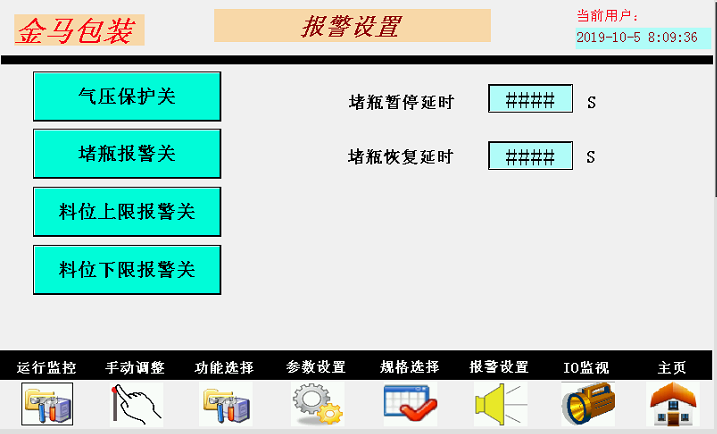 金马包装
报警设置
当前用户：
2019-10-5 8:09:36
气压保护关
堵瓶报警关
料位上限报警关
料位下限报警关
堵瓶暂停延时 #### S
堵瓶恢复延时 #### S
运行监控 手动调整 功能选择 参数设置 规格选择 报警设置 IO监视 主页